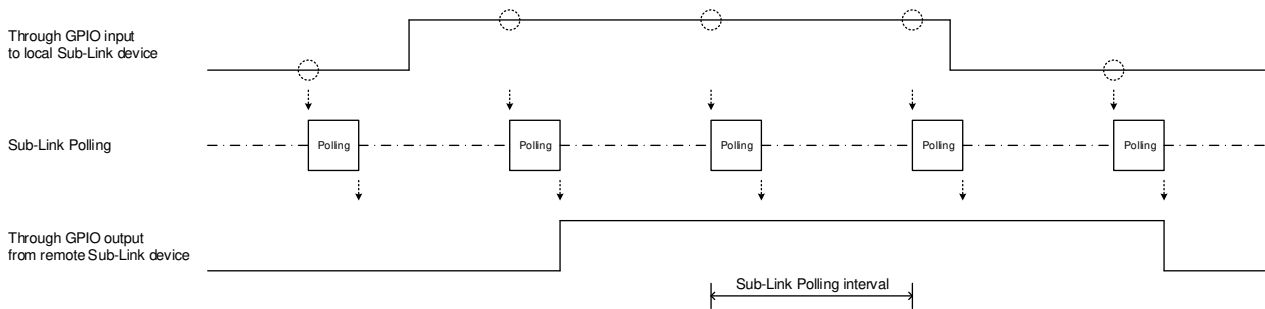 Through GPIO input
to local Sub-Link device
Sub-Link Polling
Polling
Polling
Polling
Polling
Polling
Through GPIO output
from remote Sub-Link device
Sub-Link Polling interval